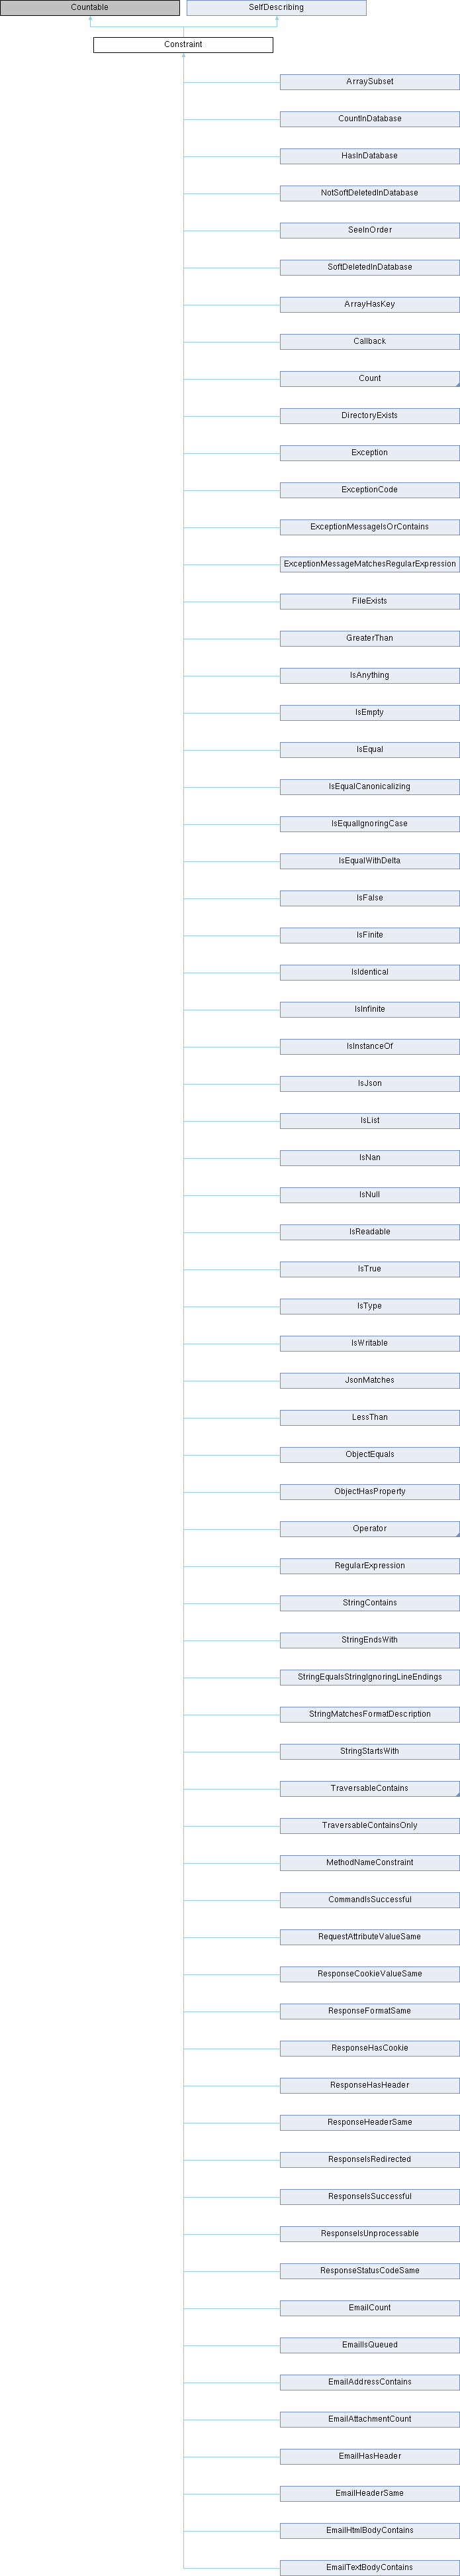 Countable
SelfDescribing
Constraint
ArraySubset
CountInDatabase
HasInDatabase
NotSoftDeletedInDatabase
SeeInOrder
SoftDeletedInDatabase
ArrayHasKey
Callback
Count
DirectoryExists
Exception
ExceptionCode
ExceptionMessageIsOrContains
ExceptionMessageMatchesRegularExpression
FileExists
GreaterThan
IsAnything
IsEmpty
IsEqual
IsEqualCanonicalizing
IsEqualIgnoringCase
IsEqualWithDelta
IsFalse
IsFinite
IsIdentical
IsInfinite
IsInstanceOf
IsJson
IsList
IsNan
IsNull
IsReadable
IsTrue
IsType
IsWritable
JsonMatches
LessThan
ObjectEquals
ObjectHasProperty
Operator
RegularExpression
StringContains
StringEndsWith
StringEqualsStringIgnoringLineEndings
StringMatchesFormatDescription
StringStartsWith
TraversableContains
TraversableContainsOnly
MethodNameConstraint
CommandIsSuccessful
RequestAttributeValueSame
ResponseCookieValueSame
ResponseFormatSame
ResponseHasCookie
ResponseHasHeader
ResponseHeaderSame
ResponseIsRedirected
ResponseIsSuccessful
ResponseIsUnprocessable
ResponseStatusCodeSame
EmailCount
EmailIsQueued
EmailAddressContains
EmailAttachmentCount
EmailHasHeader
EmailHeaderSame
EmailHtmlBodyContains
EmailTextBodyContains